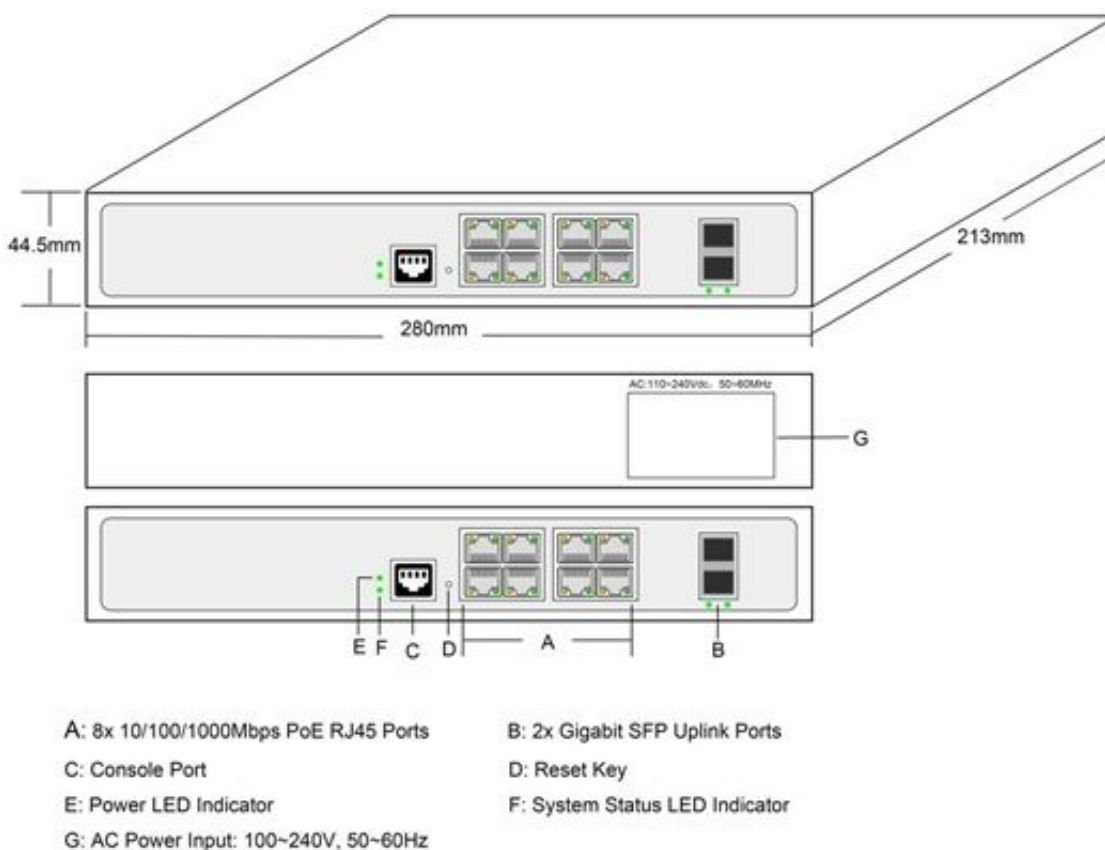 44.5mm
213mm
280mm
AC:110~240Vdc, 50~60MHz
G
E F C D A B
A: 8x 10/100/1000Mbps PoE RJ45 Ports
B: 2x Gigabit SFP Uplink Ports
C: Console Port
D: Reset Key
E: Power LED Indicator
F: System Status LED Indicator
G: AC Power Input: 100~240V, 50~60Hz